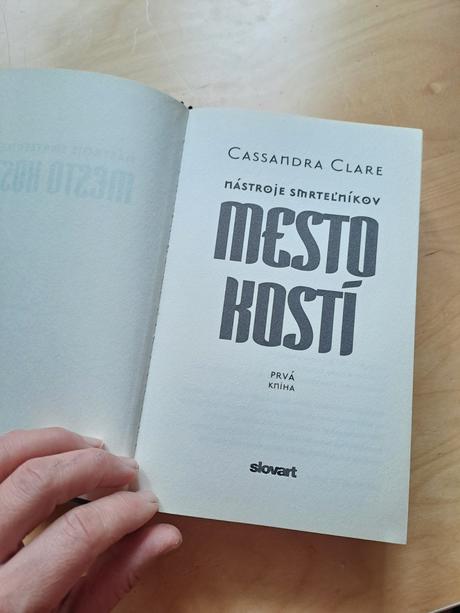 CASSANDRA CLARE
NÁSTROJE SMRTEĽNÍKOV
MESTO
KOSTÍ
PRVÁ
KNIHA
slovart